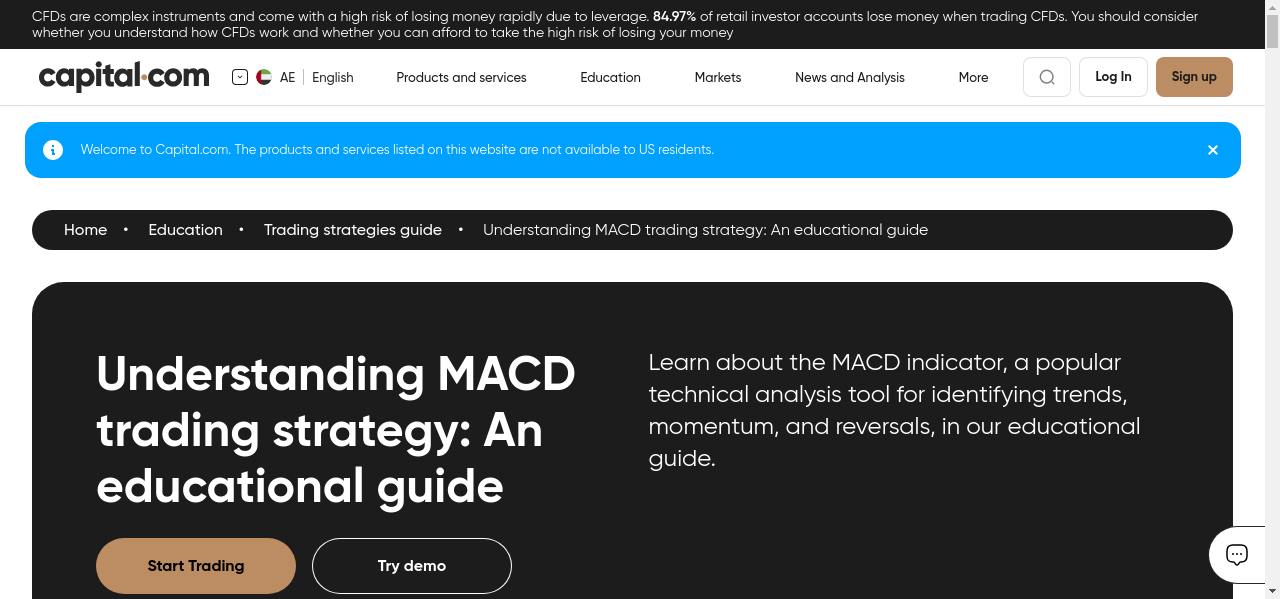 CFDs are complex instruments and come with a high risk of losing money rapidly due to leverage. 84.97% of retail investor accounts lose money when trading CFDs. You should consider
whether you understand how CFDs work and whether you can afford to take the high risk of losing your money
capital.com AE English Products and services Education Markets News and Analysis More Log In Sign up
Welcome to Capital.com. The products and services listed on this website are not available to US residents.
Home • Education • Trading strategies guide • Understanding MACD trading strategy: An educational guide
Understanding MACD
trading strategy: An
educational guide
Learn about the MACD indicator, a popular
technical analysis tool for identifying trends,
momentum, and reversals, in our educational
guide.
Start Trading Try demo